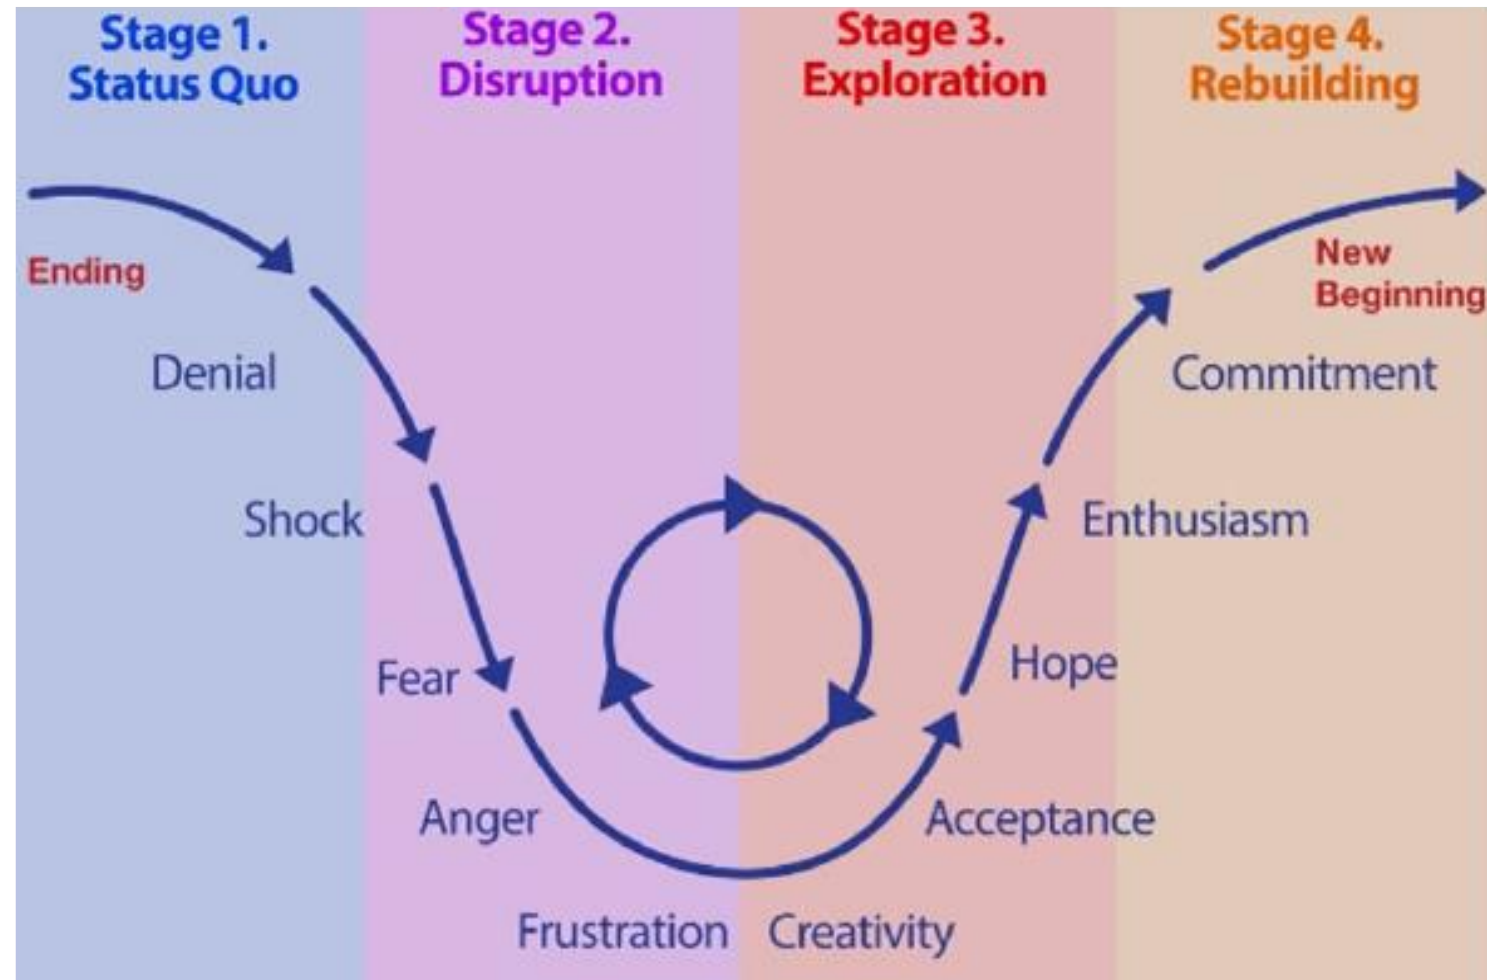 Stage 1.
Status Quo
Stage 2.
Disruption
Stage 3.
Exploration
Stage 4.
Rebuilding
Ending
Denial
Shock
Fear
Anger
Frustration
Creativity
Acceptance
Hope
Enthusiasm
Commitment
New
Beginning